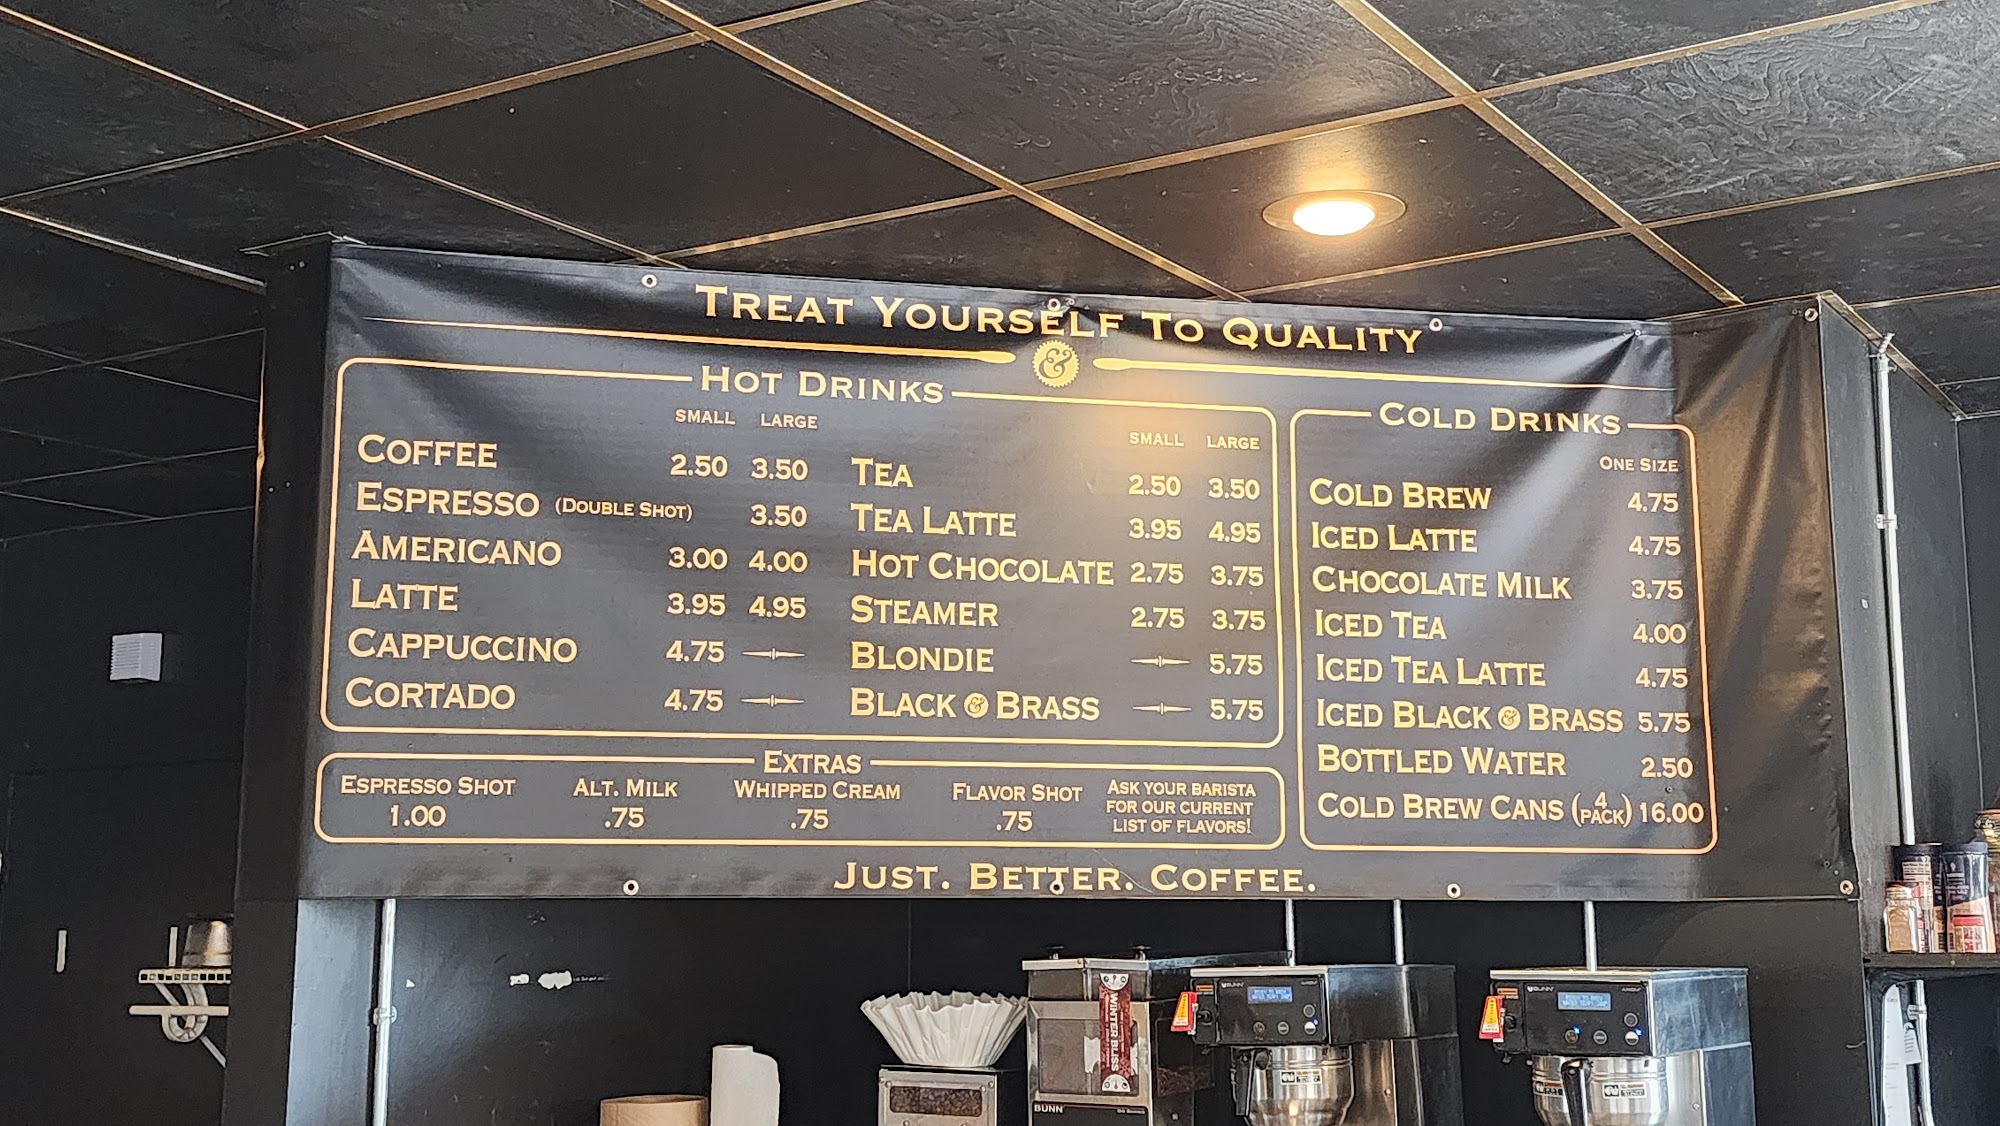 Treat Yourself To Quality
&
Hot Drinks
Small Large
Coffee 2.50 3.50
Espresso (Double Shot) 3.50
Americano 3.00 4.00
Latte 3.95 4.95
Cappuccino 4.75
Cortado 4.75
Small Large
Tea 2.50 3.50
Tea Latte 3.95 4.95
Hot Chocolate 2.75 3.75
Steamer 2.75 3.75
Blondie 5.75
Black & Brass 5.75
Cold Drinks
One Size
Cold Brew 4.75
Iced Latte 4.75
Chocolate Milk 3.75
Iced Tea 4.00
Iced Tea Latte 4.75
Iced Black & Brass 5.75
Bottled Water 2.50
Cold Brew Cans (4 Pack) 16.00
Extras
Espresso Shot
1.00
Alt. Milk
.75
Whipped Cream
.75
Flavor Shot
.75
Ask your barista
for our current
list of flavors!
Just. Better. Coffee.
WINTER BLISS
BUNN
BUNN
BUNN